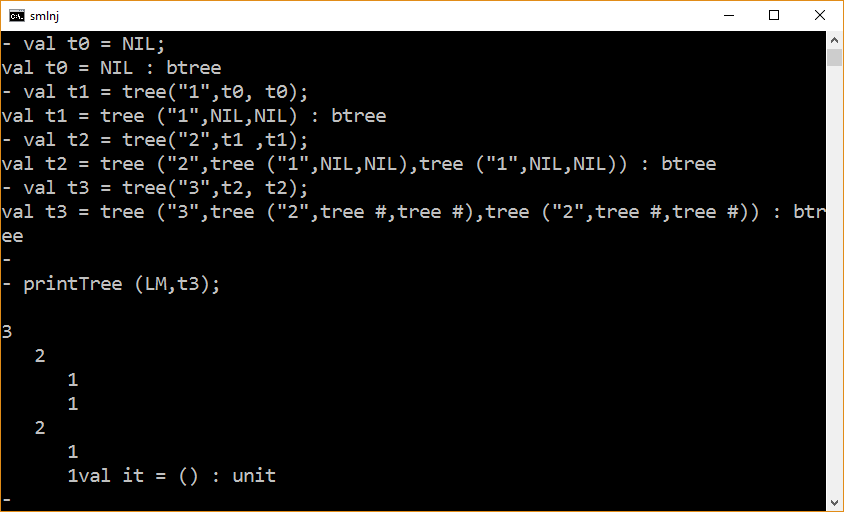 smlnj
- val t0 = NIL;
val t0 = NIL : btree
- val t1 = tree("1",t0, t0);
val t1 = tree ("1",NIL,NIL) : btree
- val t2 = tree("2",t1 ,t1);
val t2 = tree ("2",tree ("1",NIL,NIL),tree ("1",NIL,NIL)) : btree
- val t3 = tree("3",t2, t2);
val t3 = tree ("3",tree ("2",tree #,tree #),tree ("2",tree #,tree #)) : btr
ee
-
- printTree (LM,t3);
3
2
1
1
2
1
1val it = () : unit
-